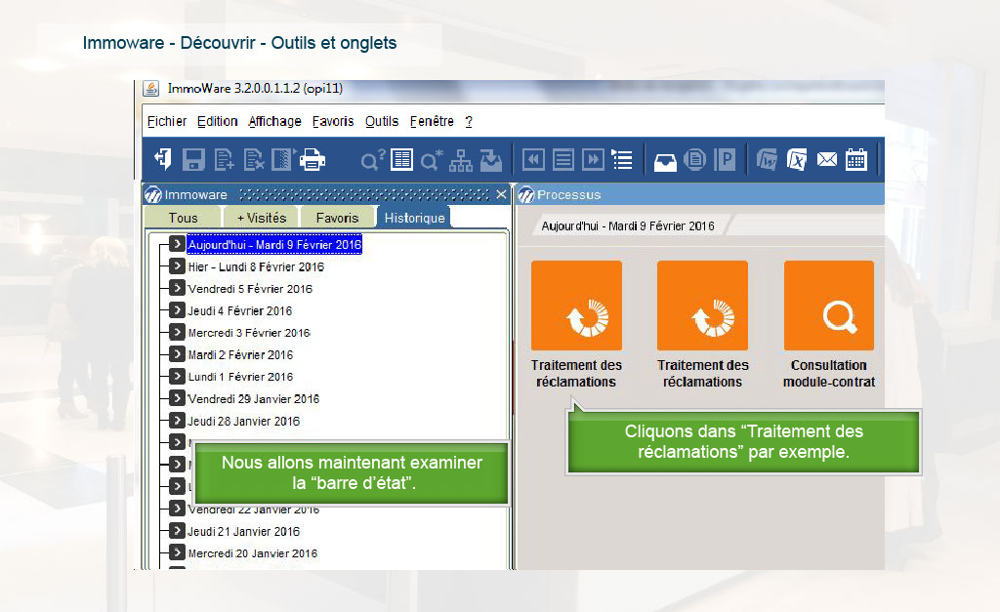 Immoware - Découvrir - Outils et onglets
ImmoWare 3.2.0.0.1.1.2 (opi11)
Fichier Edition Affichage Favoris Outils Fenêtre ?
Immoware
Processus
Tous + Visités Favoris Historique
Aujourd'hui - Mardi 9 Février 2016
Aujourd'hui - Mardi 9 Février 2016
Hier - Lundi 8 Février 2016
Vendredi 5 Février 2016
Jeudi 4 Février 2016
Mercredi 3 Février 2016
Mardi 2 Février 2016
Lundi 1 Février 2016
Vendredi 29 Janvier 2016
Jeudi 28 Janvier 2016
Vendredi 22 Janvier 2016
Jeudi 21 Janvier 2016
Mercredi 20 Janvier 2016
Traitement des
réclamations
Traitement des
réclamations
Consultation
module-contrat
Cliquons dans “Traitement des
réclamations” par exemple.
Nous allons maintenant examiner
la “barre d’état”.